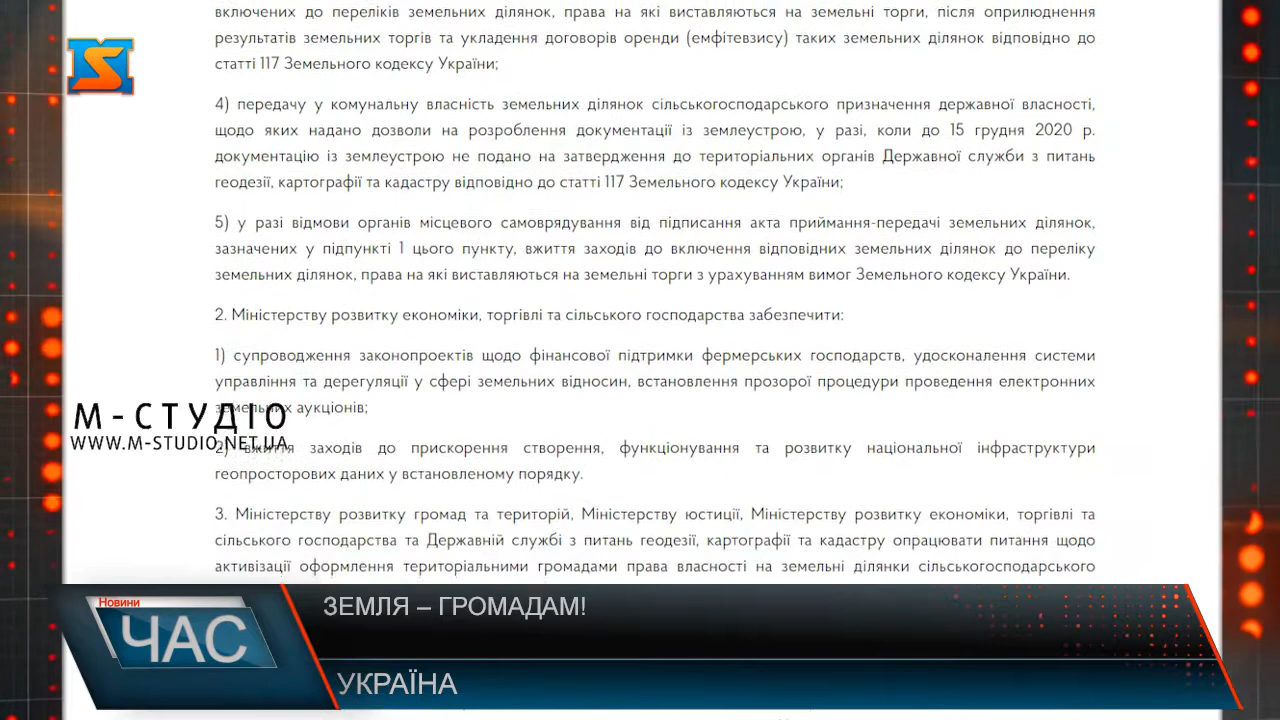 включених до переліків земельних ділянок, права на які виставляються на земельні торги, після оприлюднення
результатів земельних торгів та укладення договорів оренди (емфітевзису) таких земельних ділянок відповідно до
статті 117 Земельного кодексу України;
4) передачу у комунальну власність земельних ділянок сільськогосподарського призначення державної власності,
щодо яких надано дозволи на розроблення документації із землеустрою, у разі, коли до 15 грудня 2020 р.
документацію із землеустрою не подано на затвердження до територіальних органів Державної служби з питань
геодезії, картографії та кадастру відповідно до статті 117 Земельного кодексу України;
5) у разі відмови органів місцевого самоврядування від підписання акта приймання-передачі земельних ділянок,
зазначених у підпункті 1 цього пункту, вжиття заходів до включення відповідних земельних ділянок до переліку
земельних ділянок, права на які виставляються на земельні торги з урахуванням вимог Земельного кодексу України.
2. Міністерству розвитку економіки, торгівлі та сільського господарства забезпечити:
1) супроводження законопроектів щодо фінансової підтримки фермерських господарств, удосконалення системи
управління та дерегуляції у сфері земельних відносин, встановлення прозорої процедури проведення електронних
земельних аукціонів;
М-СТУДІО
WWW.M-STUDIO.NET.UA
2) вжиття заходів до прискорення створення, функціонування та розвитку національної інфраструктури
геопросторових даних у встановленому порядку.
3. Міністерству розвитку громад та територій, Міністерству юстиції, Міністерству розвитку економіки, торгівлі та
сільського господарства та Державній службі з питань геодезії, картографії та кадастру опрацювати питання щодо
активізації оформлення територіальними громадами права власності на земельні ділянки сільськогосподарського
Новини
ЧАС
ЗЕМЛЯ – ГРОМАДАМ!
УКРАЇНА